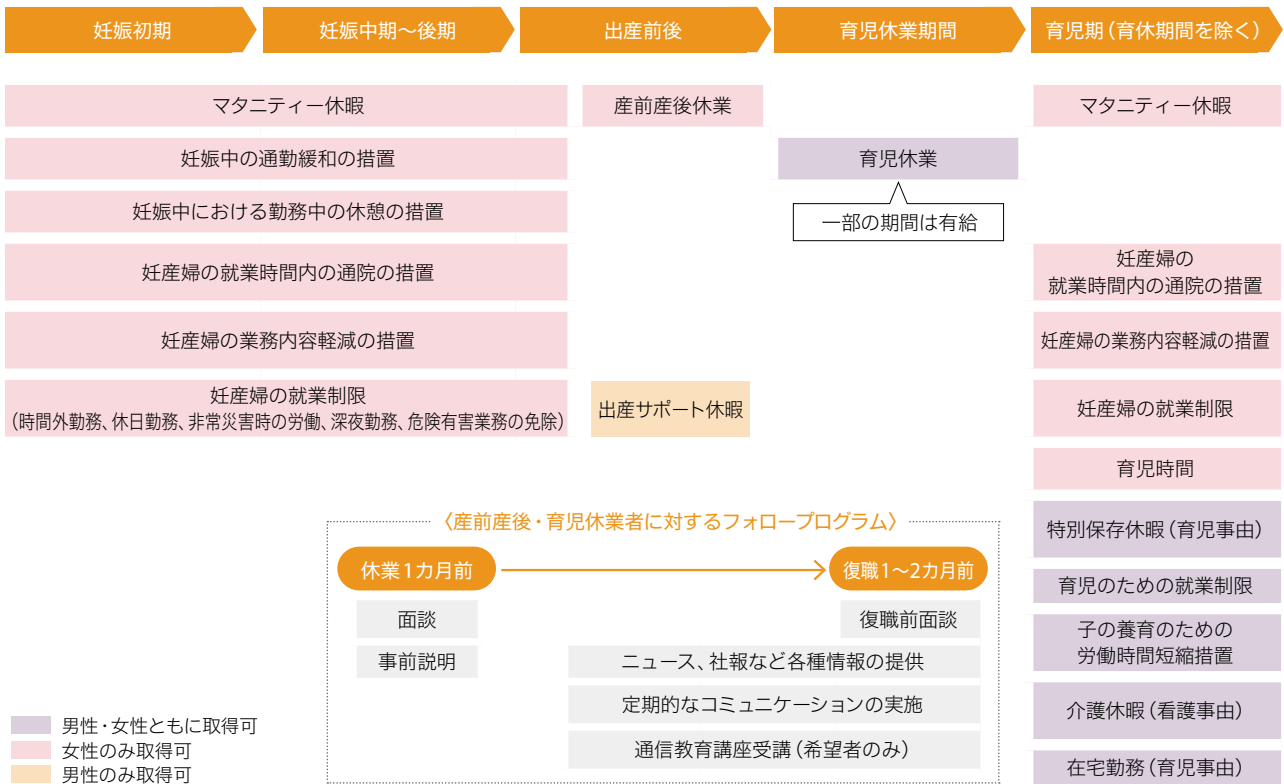 妊娠初期
妊娠中期～後期
出産前後
育児休業期間
育児期（育休期間を除く）
マタニティー休暇
産前産後休業
マタニティー休暇
妊娠中の通勤緩和の措置
育児休業
妊娠中における勤務中の休憩の措置
一部の期間は有給
妊産婦の就業時間内の通院の措置
妊産婦の
就業時間内の通院の措置
妊産婦の業務内容軽減の措置
妊産婦の業務内容軽減の措置
妊産婦の就業制限
（時間外勤務、休日勤務、非常災害時の労働、深夜勤務、危険有害業務の免除）
出産サポート休暇
妊産婦の就業制限
育児時間
特別保存休暇（育児事由）
育児のための就業制限
子の養育のための
労働時間短縮措置
介護休暇（看護事由）
在宅勤務（育児事由）
〈産前産後・育児休業者に対するフォロープログラム〉
休業1カ月前
復職1～2カ月前
面談
復職前面談
事前説明
ニュース、社報など各種情報の提供
定期的なコミュニケーションの実施
通信教育講座受講（希望者のみ）
男性・女性ともに取得可
女性のみ取得可
男性のみ取得可